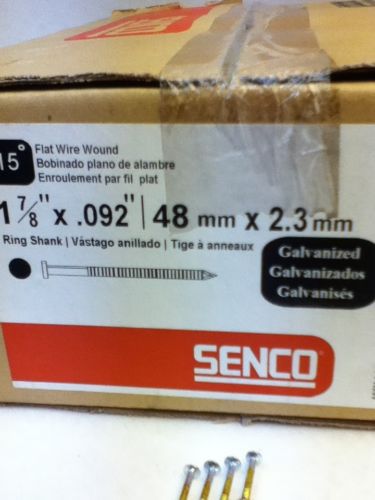 15°
Flat Wire Wound
Bobinado plano de alambre
Enroulement par fil plat
1 7/8" x .092" | 48 mm x 2.3 mm
Ring Shank | Vástago anillado | Tige à anneaux
Galvanized
Galvanizados
Galvanisés
SENCO